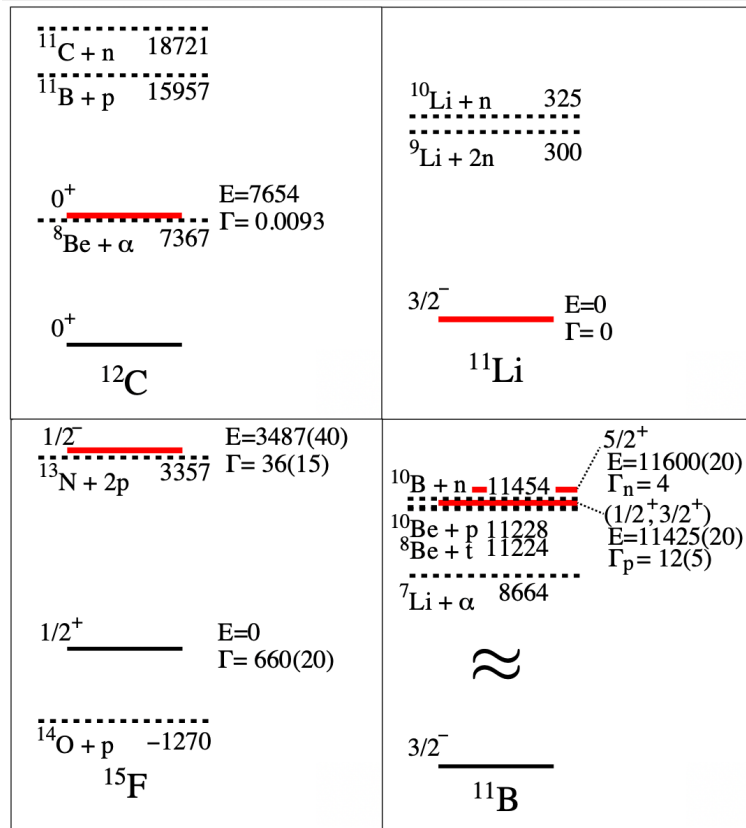 ¹¹C + n 18721
¹¹B + p 15957
0⁺
E=7654
Γ= 0.0093
⁸Be + α 7367
0⁺
¹²C
¹⁰Li + n 325
⁹Li + 2n 300
3/2⁻
E=0
Γ= 0
¹¹Li
1/2⁻
E=3487(40)
Γ= 36(15)
¹³N + 2p 3357
1/2⁺
E=0
Γ= 660(20)
¹⁴O + p −1270
¹⁵F
5/2⁺
E=11600(20)
Γₙ = 4
¹⁰B + n 11454
(1/2⁺, 3/2⁺)
E=11425(20)
Γₚ = 12(5)
¹⁰Be + p 11228
⁸Be + t 11224
⁷Li + α 8664
≈
3/2⁻
¹¹B